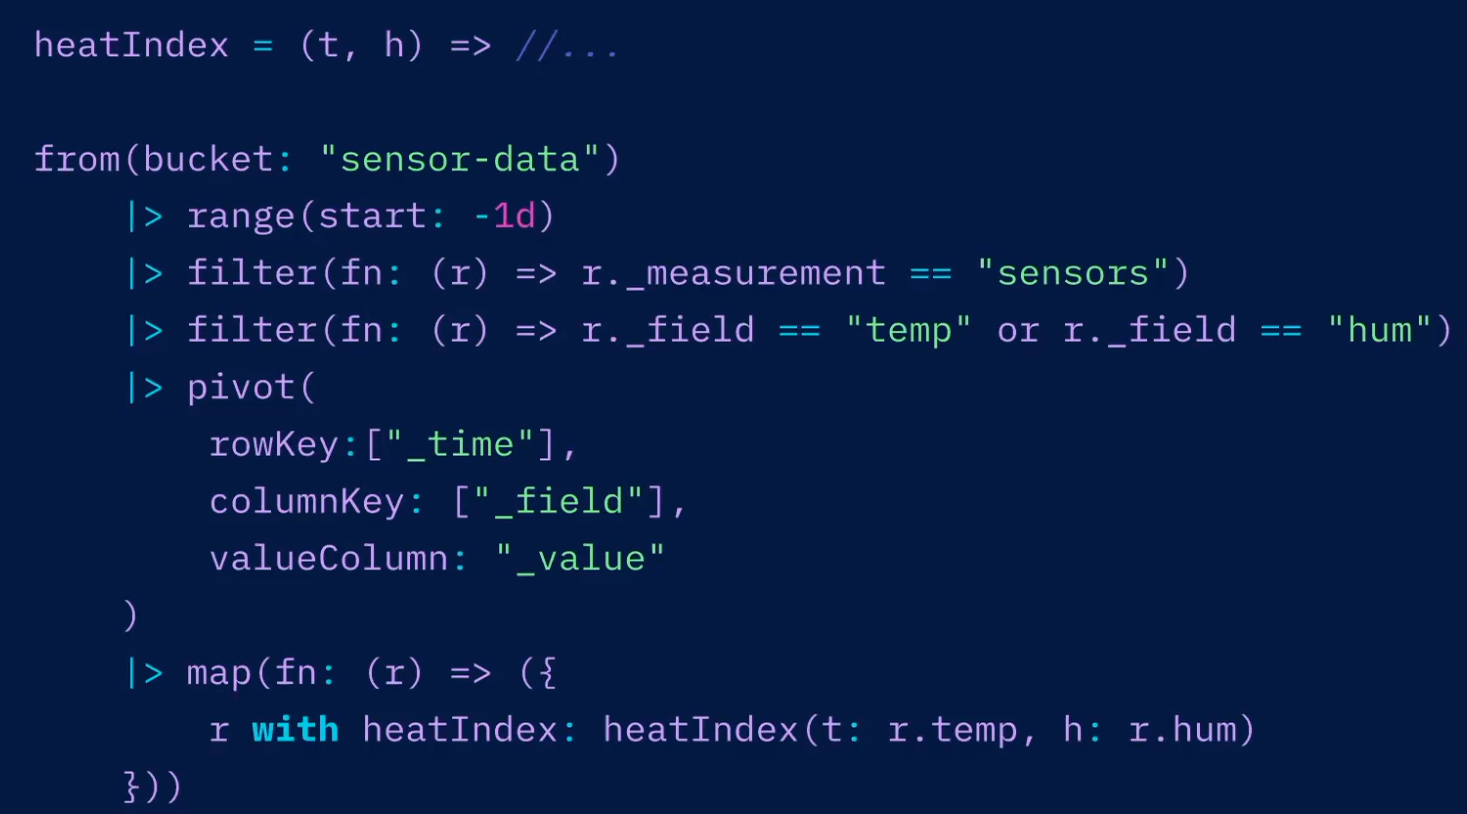 heatIndex = (t, h) => //...
from(bucket: "sensor-data")
    |> range(start: -1d)
    |> filter(fn: (r) => r._measurement == "sensors")
    |> filter(fn: (r) => r._field == "temp" or r._field == "hum")
    |> pivot(
        rowKey:["_time"],
        columnKey: ["_field"],
        valueColumn: "_value"
    )
    |> map(fn: (r) => ({
        r with heatIndex: heatIndex(t: r.temp, h: r.hum)
    }))